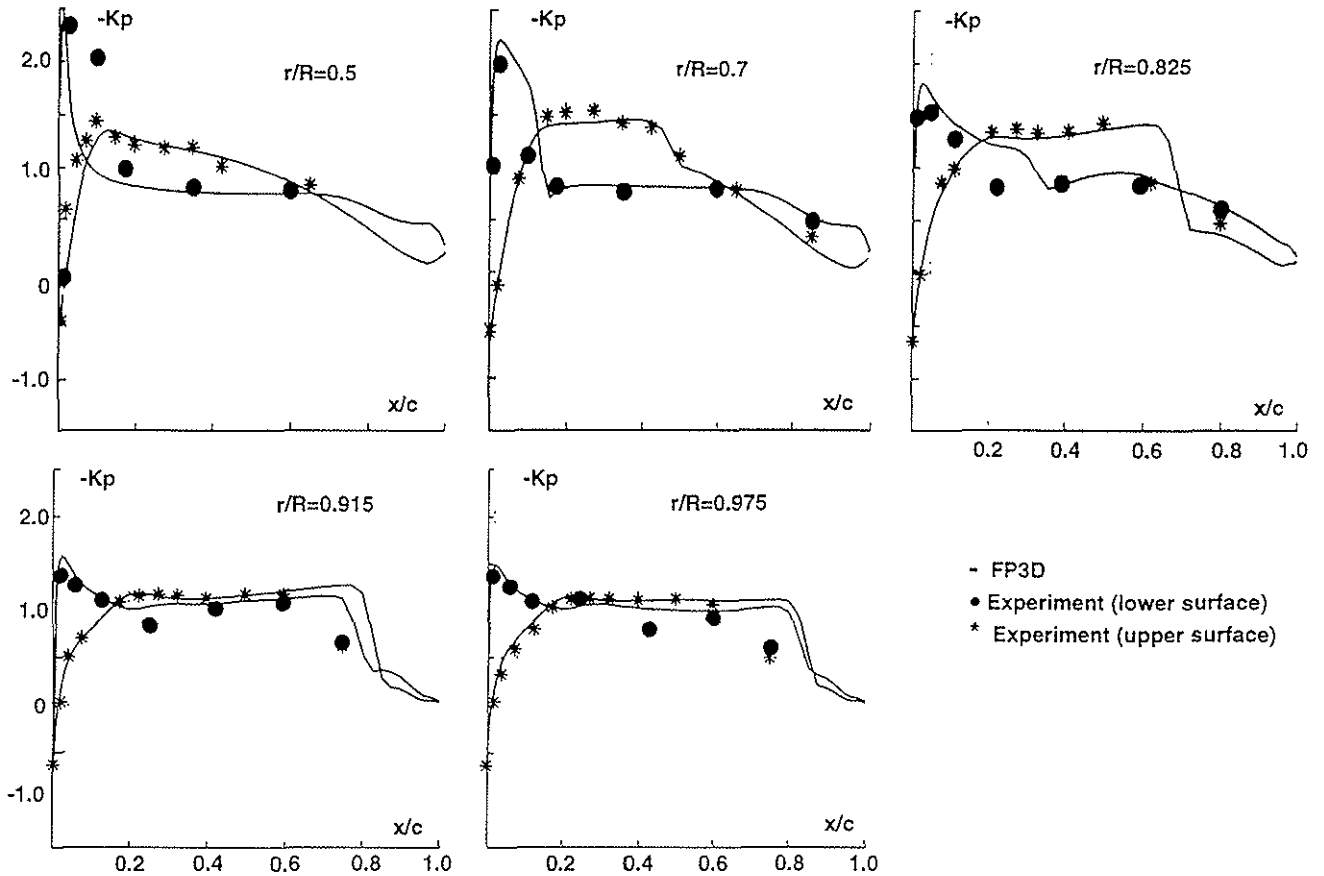 -Kp
2.0
1.0
0
-1.0
r/R=0.5
x/c
-Kp
r/R=0.7
x/c
-Kp
r/R=0.825
x/c
0.2 0.4 0.6 0.8 1.0
-Kp
2.0
1.0
0
-1.0
r/R=0.915
x/c
0.2 0.4 0.6 0.8 1.0
-Kp
r/R=0.975
x/c
0.2 0.4 0.6 0.8 1.0
- FP3D
● Experiment (lower surface)
* Experiment (upper surface)